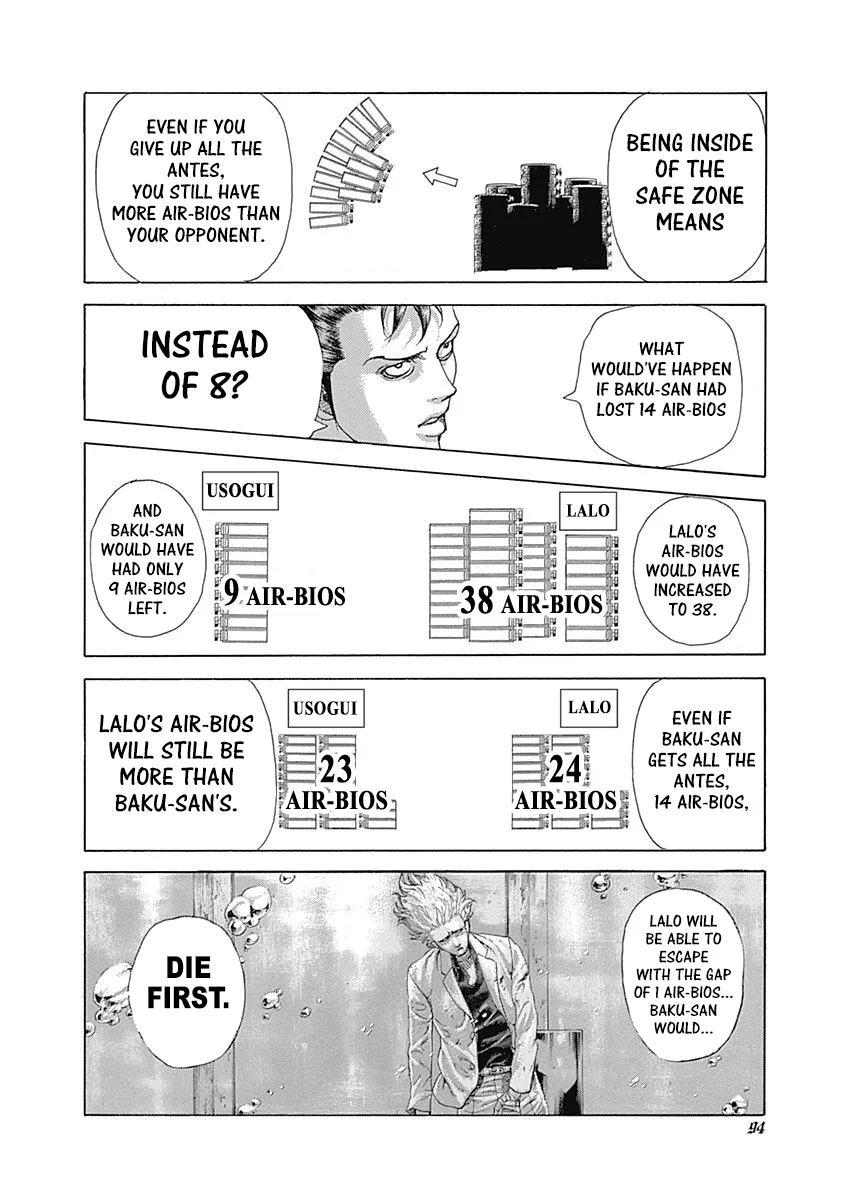 BEING INSIDE
OF THE
SAFE ZONE
MEANS
EVEN IF YOU
GIVE UP ALL THE
ANTES,
YOU STILL HAVE
MORE AIR-BIOS THAN
YOUR OPPONENT.
WHAT
WOULD'VE HAPPEN
IF BAKU-SAN HAD
LOST 14 AIR-BIOS
INSTEAD
OF 8?
LALO'S
AIR-BIOS
WOULD HAVE
INCREASED
TO 38.
LALO
38 AIR-BIOS
USOGUI
9 AIR-BIOS
AND
BAKU-SAN
WOULD HAVE
HAD ONLY
9 AIR-BIOS
LEFT.
EVEN IF
BAKU-SAN
GETS ALL THE
ANTES,
14 AIR-BIOS,
LALO
24
AIR-BIOS
USOGUI
23
AIR-BIOS
LALO'S AIR-BIOS
WILL STILL BE
MORE THAN
BAKU-SAN'S.
LALO WILL
BE ABLE TO
ESCAPE
WITH THE GAP
OF 1 AIR-BIOS...
BAKU-SAN
WOULD...
DIE
FIRST.
94